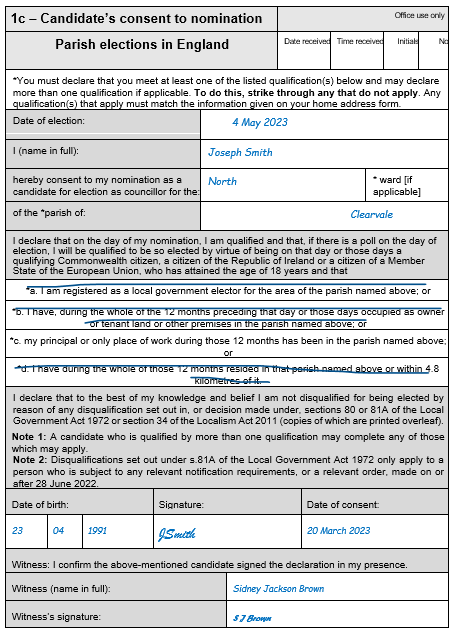 1c – Candidate's consent to nomination
Office use only
Parish elections in England
Date received Time received Initials No
*You must declare that you meet at least one of the listed qualification(s) below and may declare
more than one qualification if applicable. To do this, strike through any that do not apply. Any
qualification(s) that apply must match the information given on your home address form.
Date of election: 4 May 2023
I (name in full): Joseph Smith
hereby consent to my nomination as a
candidate for election as councillor for the:
North
* ward [if
applicable]
of the *parish of: Clearvale
I declare that on the day of my nomination, I am qualified and that, if there is a poll on the day of
election, I will be qualified to be so elected by virtue of being on that day or those days a
qualifying Commonwealth citizen, a citizen of the Republic of Ireland or a citizen of a Member
State of the European Union, who has attained the age of 18 years and that
*a. I am registered as a local government elector for the area of the parish named above; or
*b. I have, during the whole of the 12 months preceding that day or those days occupied as owner
or tenant land or other premises in the parish named above; or
*c. my principal or only place of work during those 12 months has been in the parish named above;
or
*d. I have during the whole of those 12 months resided in that parish named above or within 4.8
kilometres of it.
I declare that to the best of my knowledge and belief I am not disqualified for being elected by
reason of any disqualification set out in, or decision made under, sections 80 or 81A of the Local
Government Act 1972 or section 34 of the Localism Act 2011 (copies of which are printed overleaf).
Note 1: A candidate who is qualified by more than one qualification may complete any of those
which may apply.
Note 2: Disqualifications set out under s.81A of the Local Government Act 1972 only apply to a
person who is subject to any relevant notification requirements, or a relevant order, made on or
after 28 June 2022.
Date of birth: Signature: Date of consent:
23 04 1991 JSmith 20 March 2023
Witness: I confirm the above-mentioned candidate signed the declaration in my presence.
Witness (name in full): Sidney Jackson Brown
Witness's signature: S J Brown